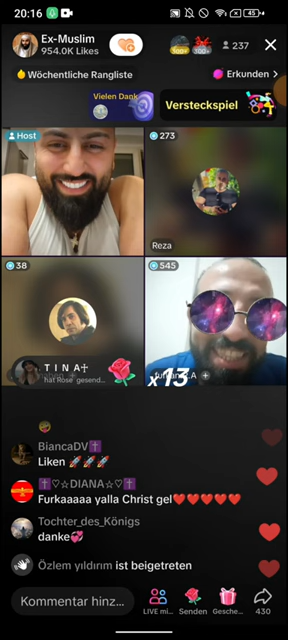 20:16
45
Ex-Muslim
954.0K Likes
500+
100+
237
Wöchentliche Rangliste
Erkunden >
Vielen Dank
Versteckspiel
Host
273
Reza
38
545
T I N A✝
hat Rose gesend...
x13
BiancaDV✝️
Liken 🚀🚀🚀
✝️♡☆DIANA☆♡✝️
Furkaaaaa yalla Christ gel❤️❤️❤️❤️❤️
Tochter_des_Königs
danke💞
Özlem yıldırım ist beigetreten
Kommentar hinz...
LIVE mi...
Senden
Gesche...
430